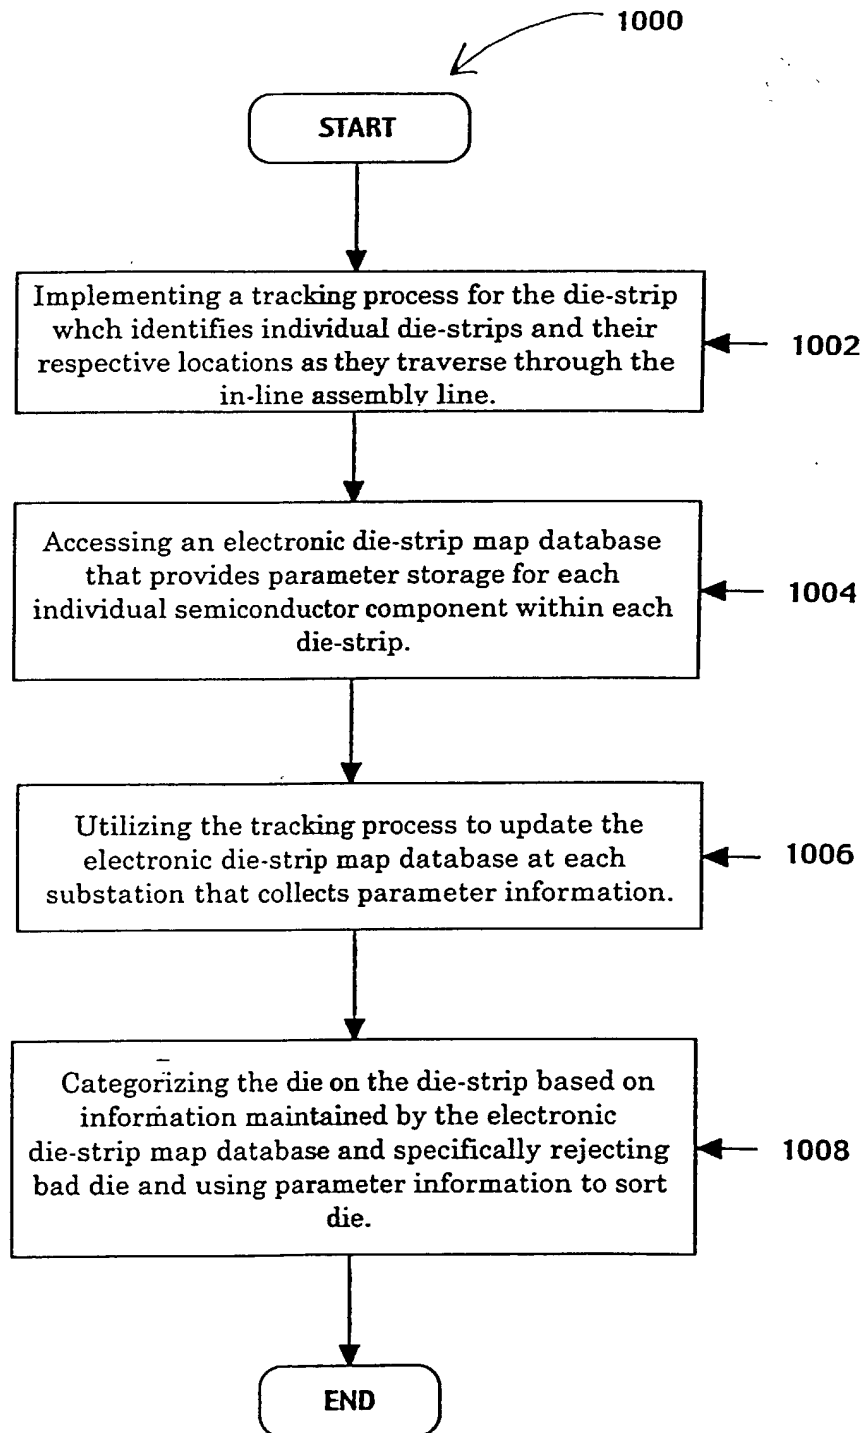 1000
START
Implementing a tracking process for the die-strip
whch identifies individual die-strips and their
respective locations as they traverse through the
in-line assembly line.
1002
Accessing an electronic die-strip map database
that provides parameter storage for each
individual semiconductor component within each
die-strip.
1004
Utilizing the tracking process to update the
electronic die-strip map database at each
substation that collects parameter information.
1006
Categorizing the die on the die-strip based on
information maintained by the electronic
die-strip map database and specifically rejecting
bad die and using parameter information to sort
die.
1008
END